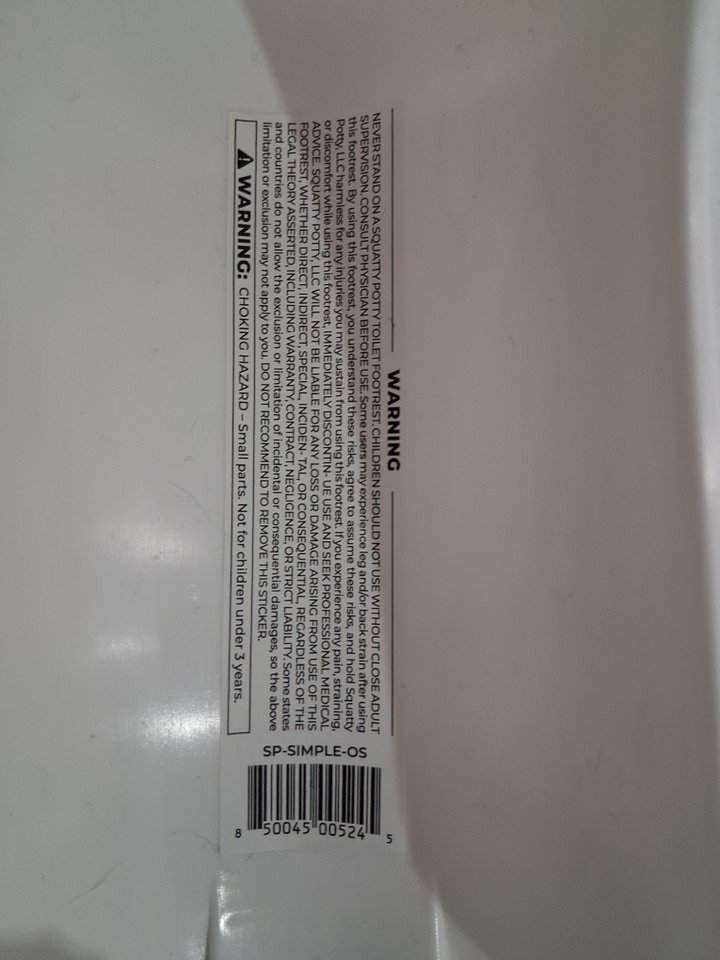 WARNING
NEVER STAND ON A SQUATTY POTTY TOILET FOOTREST. CHILDREN SHOULD NOT USE WITHOUT CLOSE ADULT
SUPERVISION. CONSULT PHYSICIAN BEFORE USE. Some users may experience leg and/or back strain after using
this footrest. By using this footrest, you understand these risks, agree to assume these risks, and hold Squatty
Potty, LLC harmless for any injuries you may sustain from using this footrest. If you experience any pain, straining,
or discomfort while using this footrest, IMMEDIATELY DISCONTIN- UE USE AND SEEK PROFESSIONAL MEDICAL
ADVICE. SQUATTY POTTY, LLC WILL NOT BE LIABLE FOR ANY LOSS OR DAMAGE ARISING FROM USE OF THIS
FOOTREST, WHETHER DIRECT, INDIRECT, SPECIAL, INCIDEN- TAL, OR CONSEQUENTIAL, REGARDLESS OF THE
LEGAL THEORY ASSERTED, INCLUDING WARRANTY, CONTRACT, NEGLIGENCE, OR STRICT LIABILITY. Some states
and countries do not allow the exclusion or limitation of incidental or consequential damages, so the above
limitation or exclusion may not apply to you. DO NOT RECOMMEND TO REMOVE THIS STICKER.
WARNING: CHOKING HAZARD – Small parts. Not for children under 3 years.
SP-SIMPLE-OS
8 50045 00524 5